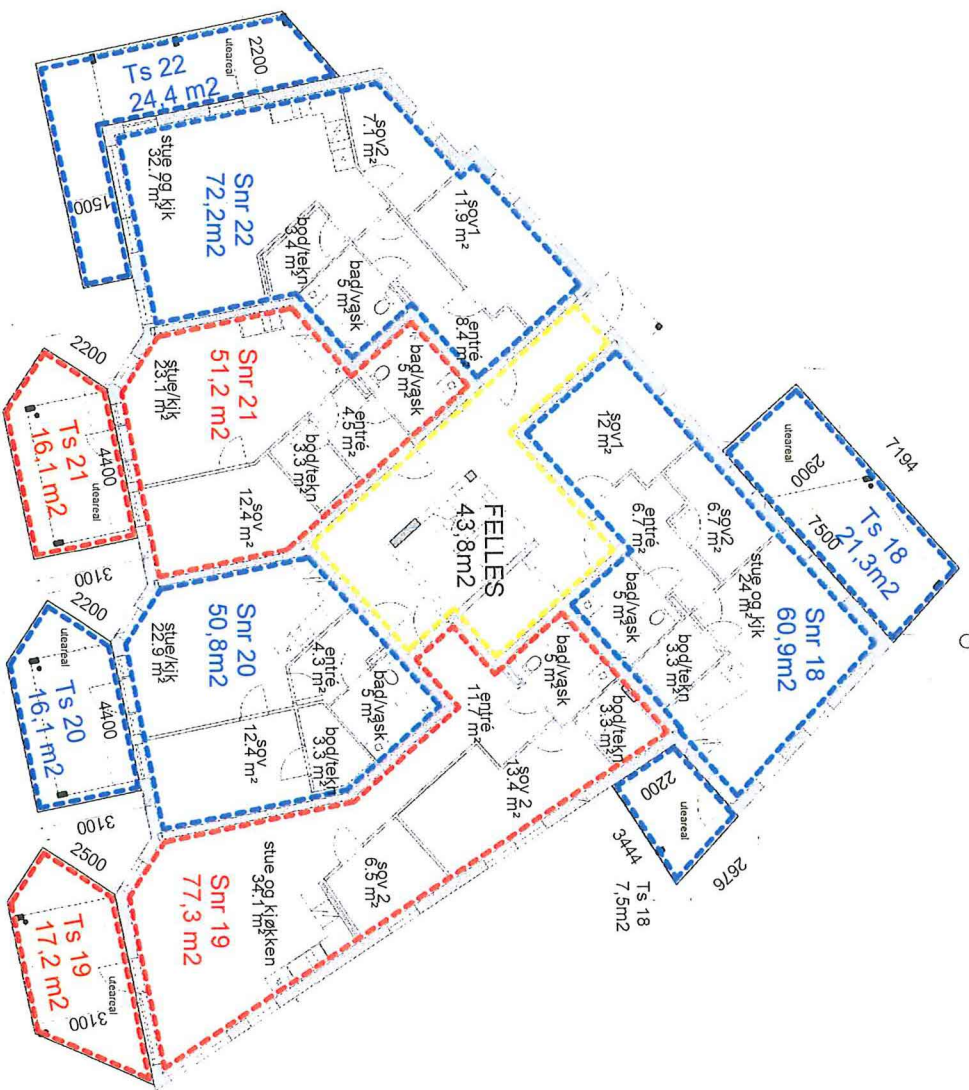 2200
uteareal
Ts 22
24,4 m2
1500
sov2
7.1 m²
stue og kjk
32.7 m²
Snr 22
72,2m2
sov1
11.9 m²
bod/tekn
3.4 m²
bad/vask
5 m²
entré
8.4 m²
2200
Ts 21
16,1 m2
4400
uteareal
3100
stue/kjk
23.1 m²
Snr 21
51,2 m2
bad/vask
5 m²
entré
4.5 m²
bod/tekn
3.3 m²
sov
12.4 m²
FELLES
43,8m2
sov1
12 m²
entré
6.7 m²
sov2
6.7 m²
stue og kjk
24 m²
Snr 18
60,9m2
bad/vask
5 m²
bod/tekn
3.3 m²
uteareal
2900
7194
7500
Ts 18
21,3m2
2200
uteareal
3444
2676
Ts 18
7,5m2
2200
uteareal
Ts 20
16,1 m2
4400
3100
stue/kjk
22.9 m²
Snr 20
50,8m2
entré
4.3 m²
bad/vask
5 m²
bod/tekn
3.3 m²
sov
12.4 m²
bad/vask
5 m²
entré
11.7 m²
bod/tekn
3.3 m²
sov 2
13.4 m²
sov 2
6.5 m²
stue og kjøkken
34,1 m²
Snr 19
77,3 m2
2500
Ts 19
17,2 m2
uteareal
3100